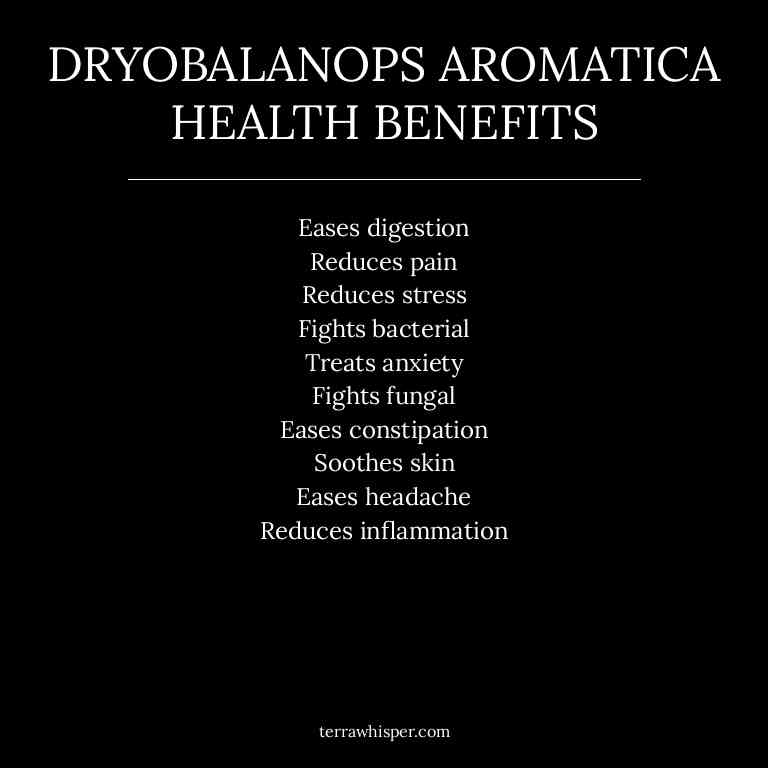 DRYOBALANOPS AROMATICA
HEALTH BENEFITS
Eases digestion
Reduces pain
Reduces stress
Fights bacterial
Treats anxiety
Fights fungal
Eases constipation
Soothes skin
Eases headache
Reduces inflammation
terrawhisper.com